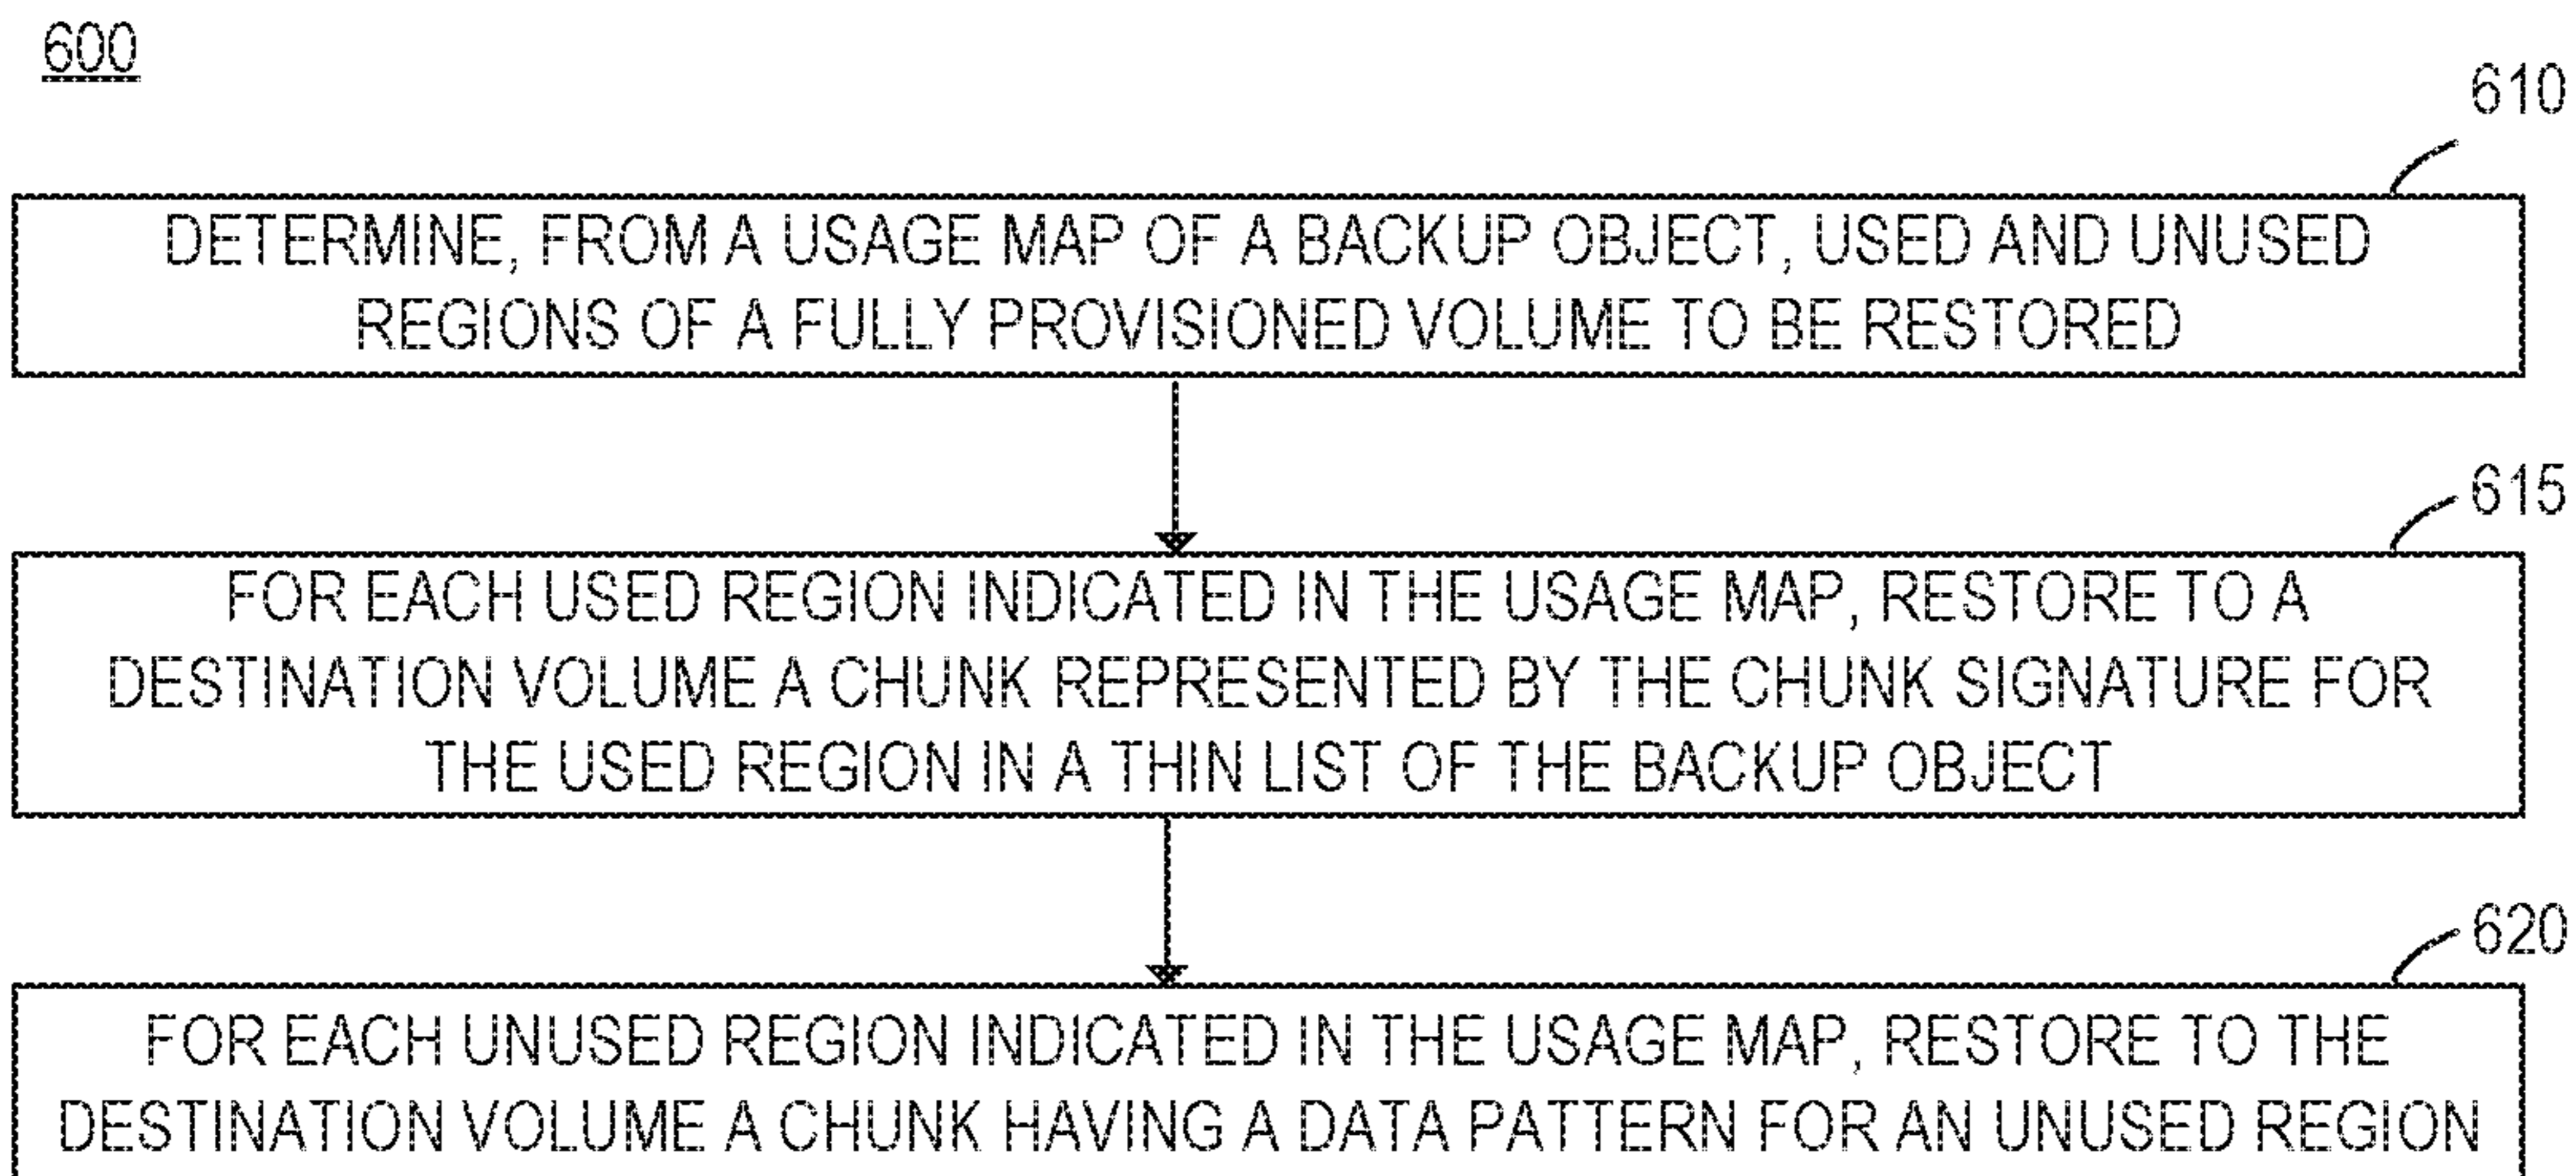 600
610
DETERMINE, FROM A USAGE MAP OF A BACKUP OBJECT, USED AND UNUSED
REGIONS OF A FULLY PROVISIONED VOLUME TO BE RESTORED
615
FOR EACH USED REGION INDICATED IN THE USAGE MAP, RESTORE TO A
DESTINATION VOLUME A CHUNK REPRESENTED BY THE CHUNK SIGNATURE FOR
THE USED REGION IN A THIN LIST OF THE BACKUP OBJECT
620
FOR EACH UNUSED REGION INDICATED IN THE USAGE MAP, RESTORE TO THE
DESTINATION VOLUME A CHUNK HAVING A DATA PATTERN FOR AN UNUSED REGION